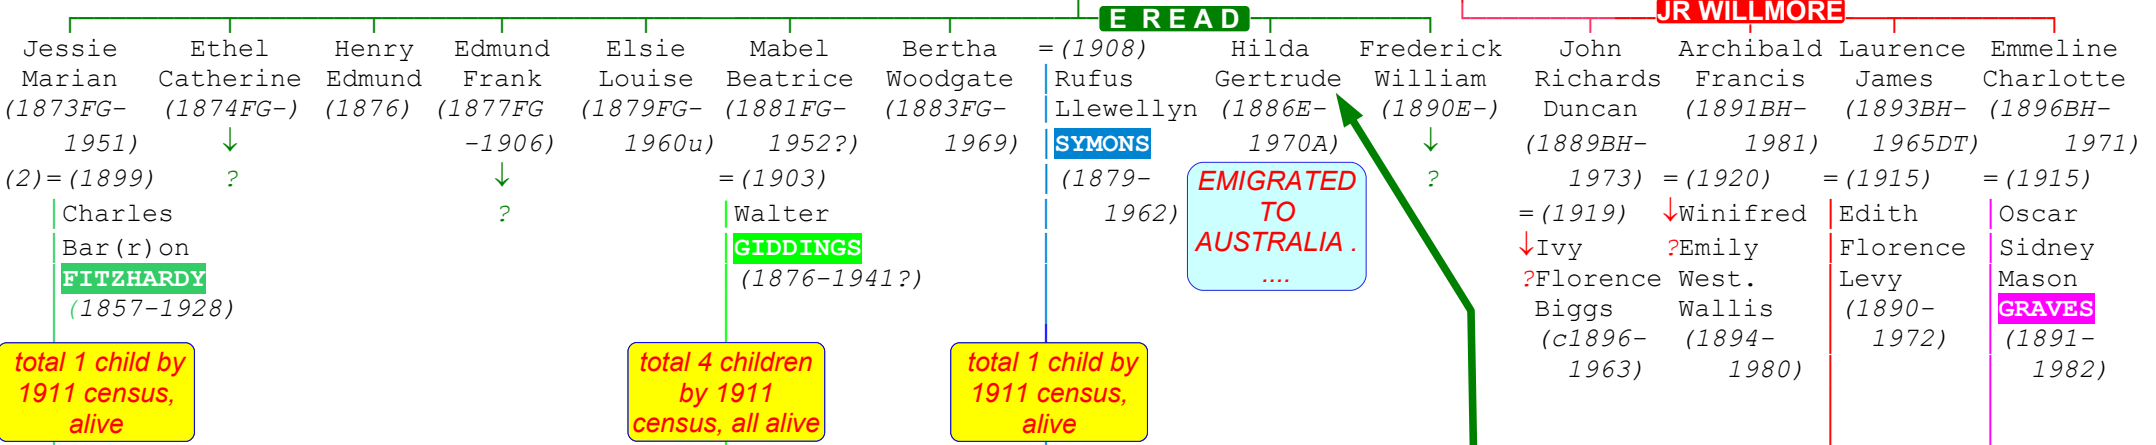 E READ
JR WILLMORE
Jessie
Marian
(1873FG-
1951)
(2)=(1899)
Charles
Bar(r)on
FITZHARDY
(1857-1928)
total 1 child by
1911 census,
alive
Ethel
Catherine
(1874FG-)
↓
?
Henry
Edmund
(1876)
Edmund
Frank
(1877FG
-1906)
↓
?
Elsie
Louise
(1879FG-
1960u)
Mabel
Beatrice
(1881FG-
1952?)
=(1903)
Walter
GIDDINGS
(1876-1941?)
total 4 children
by 1911
census, all alive
Bertha
Woodgate
(1883FG-
1969)
=(1908)
Rufus
Llewellyn
SYMONS
(1879-
1962)
total 1 child by
1911 census,
alive
Hilda
Gertrude
(1886E-
1970A)
EMIGRATED
TO
AUSTRALIA .
....
Frederick
William
(1890E-)
↓
?
John
Richards
Duncan
(1889BH-
1973)
=(1919)
↓Ivy
?Florence
Biggs
(c1896-
1963)
Archibald
Francis
(1891BH-
1981)
=(1920)
↓Winifred
?Emily
West.
Wallis
(1894-
1980)
Laurence
James
(1893BH-
1965DT)
=(1915)
Edith
Florence
Levy
(1890-
1972)
Emmeline
Charlotte
(1896BH-
1971)
=(1915)
Oscar
Sidney
Mason
GRAVES
(1891-
1982)